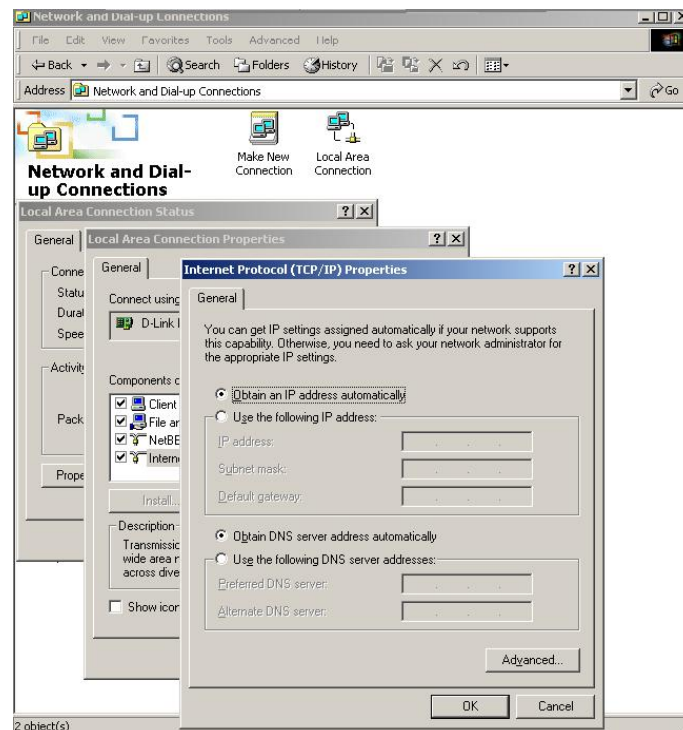 Network and Dial-up Connections
File Edit View Favorites Tools Advanced Help
Back Search Folders History
Address Network and Dial-up Connections Go
Network and Dial-
up Connections
Make New
Connection
Local Area
Connection
Local Area Connection Status
General
Conne
Statu
Durat
Spee
Activity
Pack
Prope
Local Area Connection Properties
General
Connect using
D-Link
Components c
Client
File ar
NetBE
Intern
Install...
Description
Transmissic
wide area n
across dive
Show icon
Internet Protocol (TCP/IP) Properties
General
You can get IP settings assigned automatically if your network supports
this capability. Otherwise, you need to ask your network administrator for
the appropriate IP settings.
Obtain an IP address automatically
Use the following IP address:
IP address:
Subnet mask:
Default gateway:
Obtain DNS server address automatically
Use the following DNS server addresses:
Preferred DNS server:
Alternate DNS server:
Advanced...
OK Cancel
2 object(s)